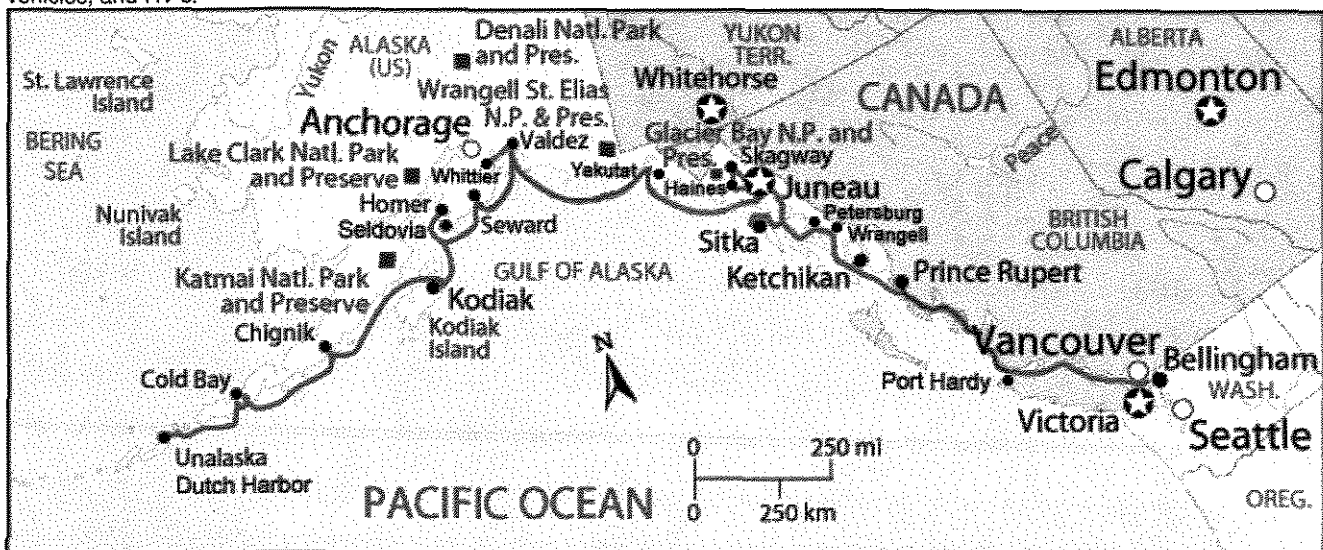 vehicles, and RV's.
Denali Natl. Park
and Pres.
ALASKA
(US)
YUKON
TERR.
ALBERTA
St. Lawrence
Island
Yukon
Whitehorse
Edmonton
Wrangell St. Elias
N.P. & Pres.
CANADA
Anchorage
Valdez
Glacier Bay N.P. and
Pres.
BERING
SEA
Lake Clark Natl. Park
and Preserve
Whittier
Yakutat
Skagway
Haines
Juneau
Peace
Calgary
Homer
Seldovia
Seward
Nunivak
Island
Sitka
Petersburg
Wrangell
BRITISH
COLUMBIA
Katmai Natl. Park
and Preserve
GULF OF ALASKA
Ketchikan
Prince Rupert
Kodiak
Kodiak
Island
Chignik
N
Vancouver
Bellingham
WASH.
Cold Bay
Port Hardy
Victoria
Seattle
Unalaska
Dutch Harbor
0 250 mi
0 250 km
PACIFIC OCEAN
OREG.